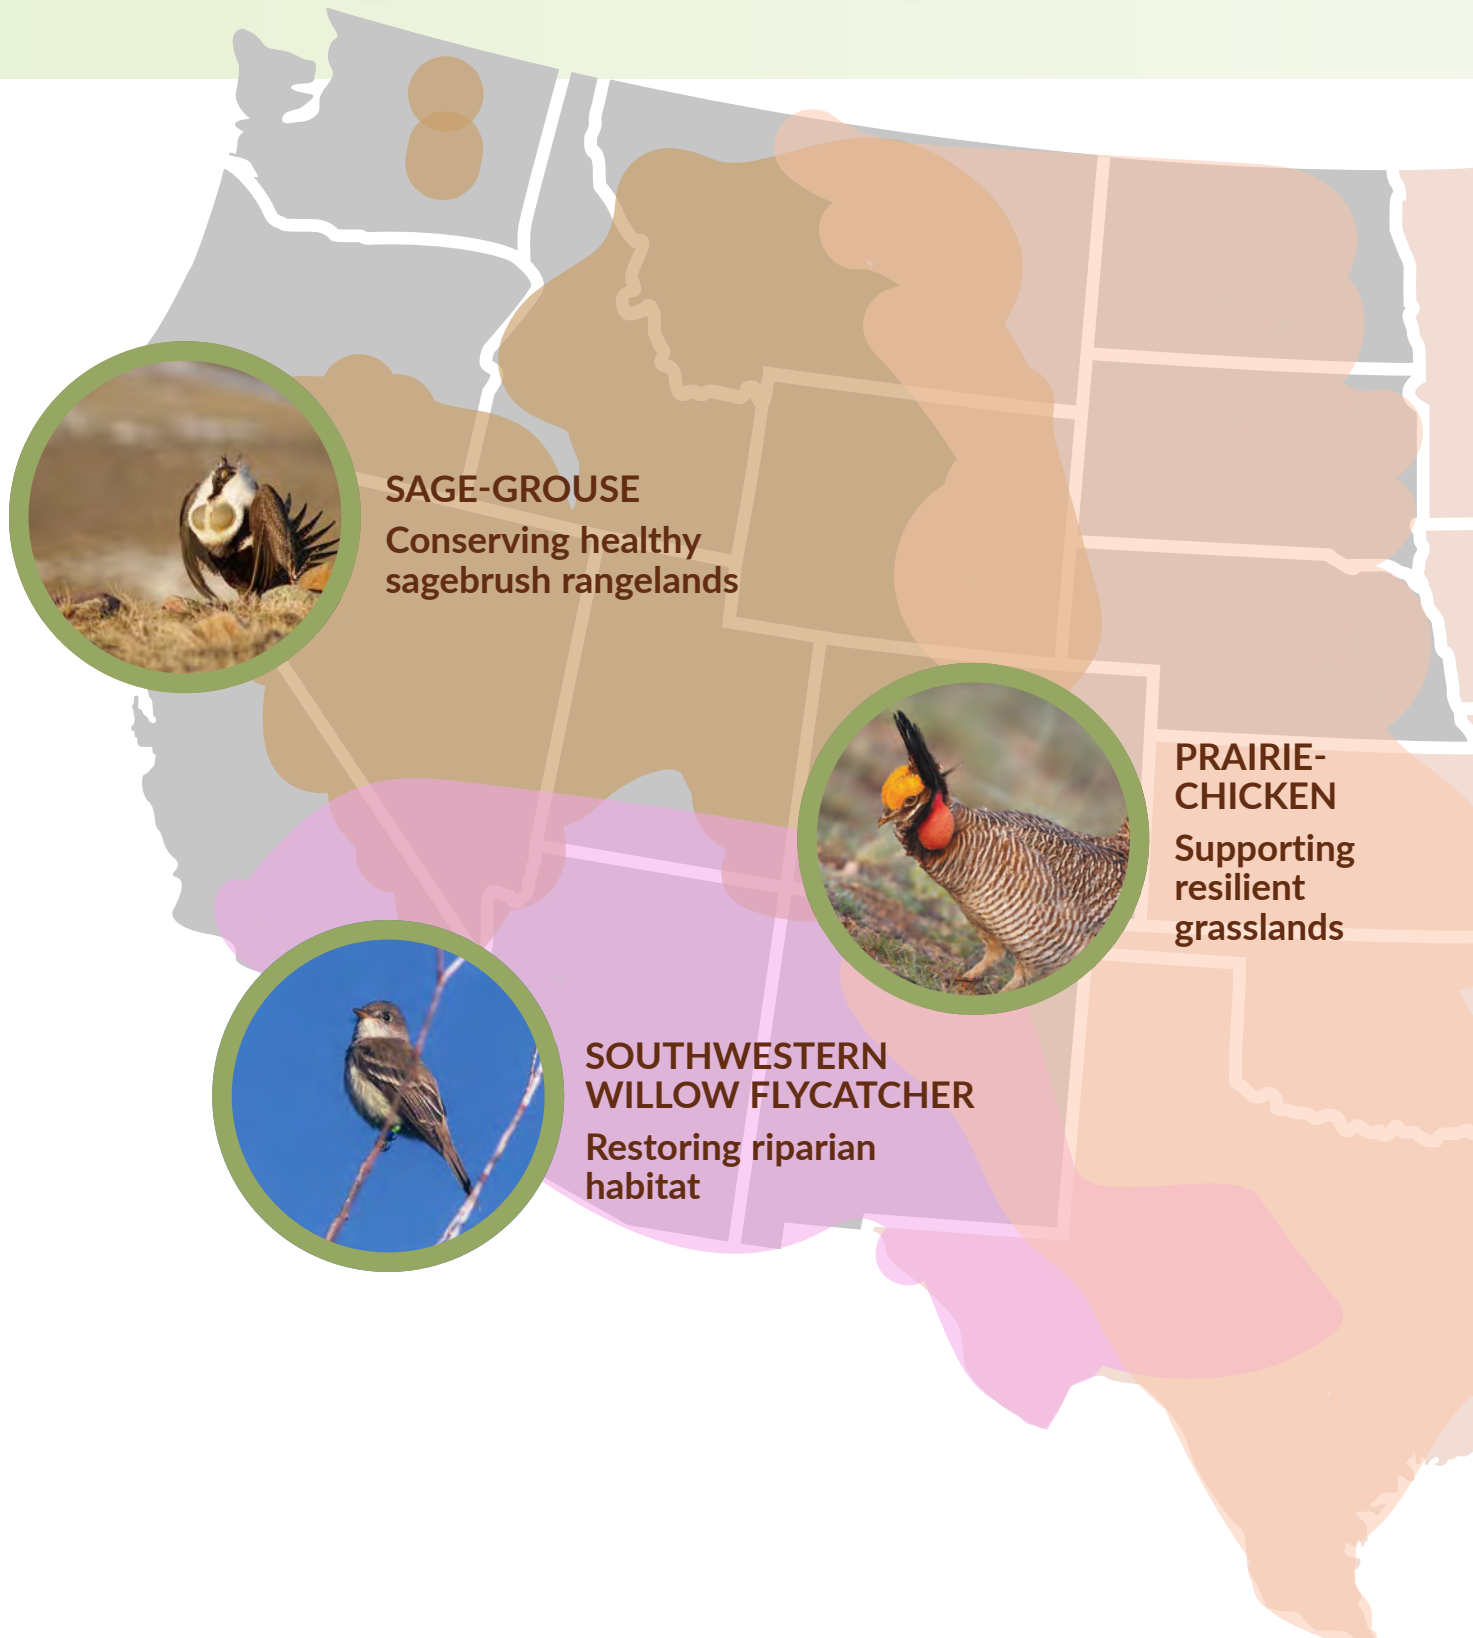 SAGE-GROUSE
Conserving healthy
sagebrush rangelands
PRAIRIE-
CHICKEN
Supporting
resilient
grasslands
SOUTHWESTERN
WILLOW FLYCATCHER
Restoring riparian
habitat